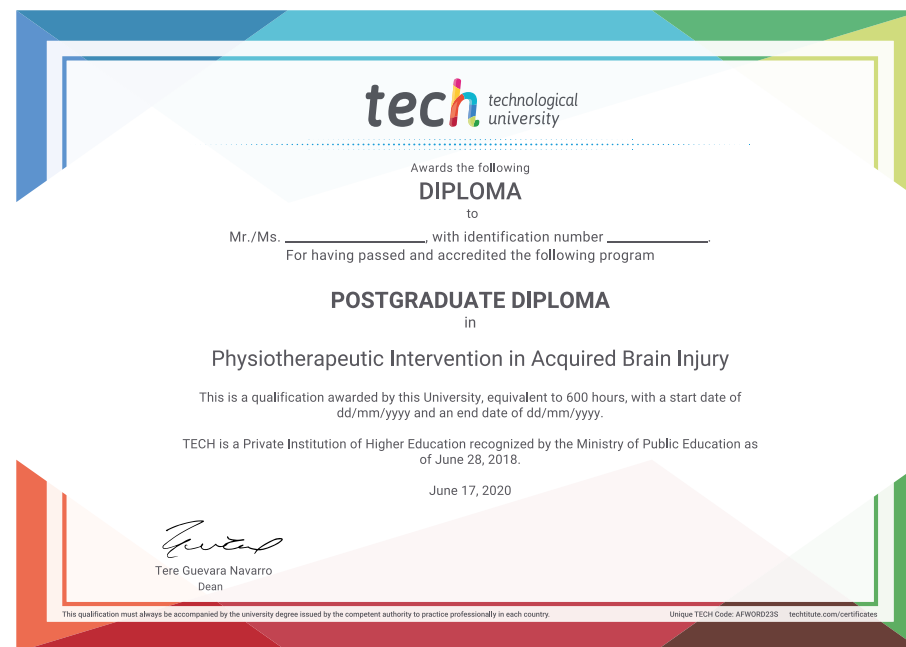 tech technological
university
Awards the following
DIPLOMA
to
Mr./Ms. ____________________, with identification number _______________.
For having passed and accredited the following program
POSTGRADUATE DIPLOMA
in
Physiotherapeutic Intervention in Acquired Brain Injury
This is a qualification awarded by this University, equivalent to 600 hours, with a start date of
dd/mm/yyyy and an end date of dd/mm/yyyy.
TECH is a Private Institution of Higher Education recognized by the Ministry of Public Education as
of June 28, 2018.
June 17, 2020
Tere Guevara Navarro
Dean
This qualification must always be accompanied by the university degree issued by the competent authority to practice professionally in each country. Unique TECH Code: AFWORD23S techtitute.com/certificates